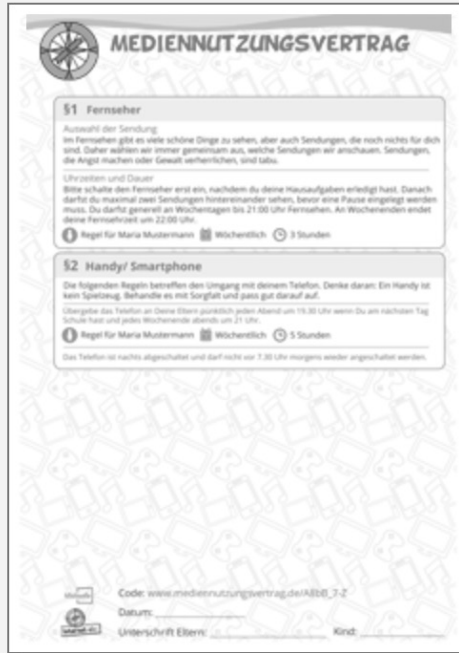 MEDIENNUTZUNGSVERTRAG
§1 Fernseher
Auswahl der Sendung
Im Fernsehen gibt es viele schöne Dinge zu sehen, aber auch Sendungen, die noch nichts für dich
sind. Daher wählen wir immer gemeinsam aus, welche Sendungen wir anschauen. Sendungen,
die Angst machen oder Gewalt verherrlichen, sind tabu.
Uhrzeiten und Dauer
Bitte schalte den Fernseher erst ein, nachdem du deine Hausaufgaben erledigt hast. Danach
darfst du maximal zwei Sendungen hintereinander sehen, bevor eine Pause eingelegt werden
muss. Du darfst generell an Wochentagen bis 21:00 Uhr Fernsehen. An Wochenenden endet
deine Fernsehzeit um 22:00 Uhr.
Regel für Maria Mustermann Wöchentlich 3 Stunden
§2 Handy/ Smartphone
Die folgenden Regeln betreffen den Umgang mit deinem Telefon. Denke daran: Ein Handy ist
kein Spielzeug. Behandle es mit Sorgfalt und pass gut darauf auf.
Übergebe das Telefon an Deine Eltern pünktlich jeden Abend um 19.30 Uhr wenn Du am nächsten Tag
Schule hast und jedes Wochenende abends um 21 Uhr.
Regel für Maria Mustermann Wöchentlich 5 Stunden
Das Telefon ist nachts abgeschaltet und darf nicht vor 7.30 Uhr morgens wieder angeschaltet werden.
Code: www.mediennutzungsvertrag.de/A8bB_7-Z
Datum:
Unterschrift Eltern: Kind: